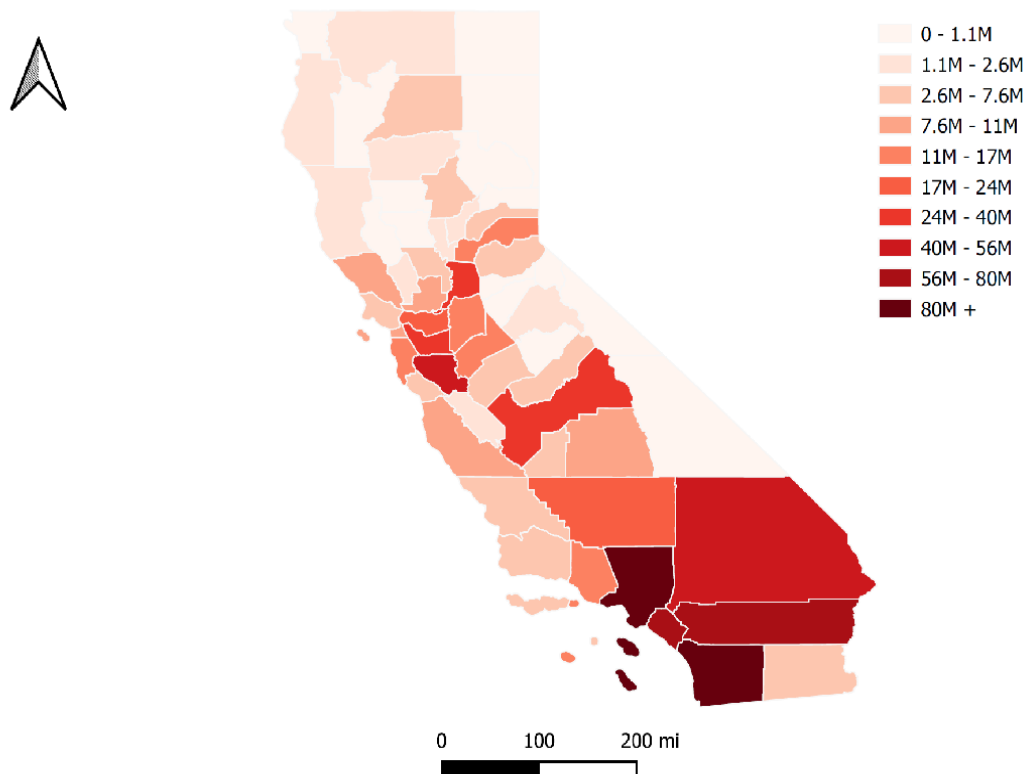 0 - 1.1M
1.1M - 2.6M
2.6M - 7.6M
7.6M - 11M
11M - 17M
17M - 24M
24M - 40M
40M - 56M
56M - 80M
80M +
0 100 200 mi